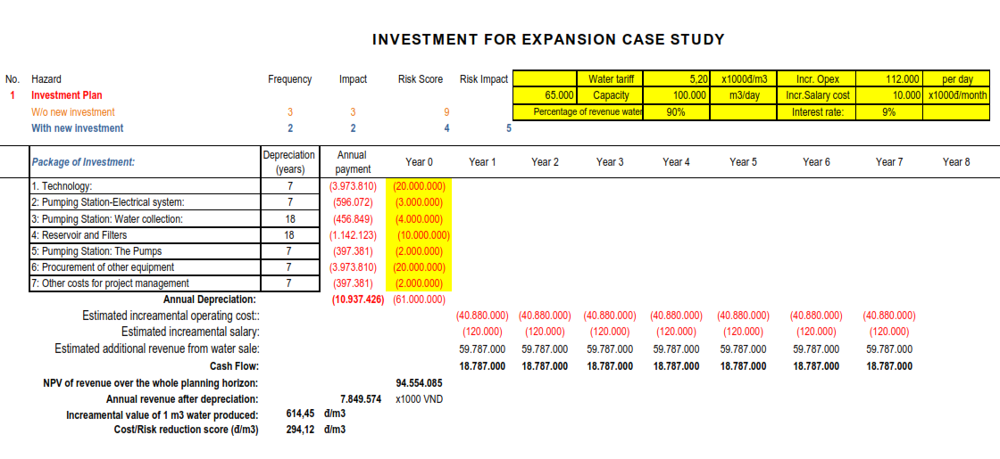 INVESTMENT FOR EXPANSION CASE STUDY
No. Hazard Frequency Impact Risk Score Risk Impact Water tariff 5,20 x1000đ/m3 Incr. Opex 112.000 per day
1 Investment Plan 65.000 Capacity 100.000 m3/day Incr.Salary cost 10.000 x1000đ/month
W/o new investment 3 3 9 Percentage of revenue water 90% Interest rate: 9%
With new investment 2 2 4 5
Package of Investment: Depreciation (years) Annual payment Year 0 Year 1 Year 2 Year 3 Year 4 Year 5 Year 6 Year 7 Year 8
1. Technology: 7 (3.973.810) (20.000.000)
2: Pumping Station-Electrical system: 7 (596.072) (3.000.000)
3: Pumping Station: Water collection: 18 (456.849) (4.000.000)
4: Reservoir and Filters 18 (1.142.123) (10.000.000)
5: Pumping Station: The Pumps 7 (397.381) (2.000.000)
6: Procurement of other equipment 7 (3.973.810) (20.000.000)
7: Other costs for project management 7 (397.381) (2.000.000)
Annual Depreciation: (10.937.426) (61.000.000)
Estimated increamental operating cost:: (40.880.000) (40.880.000) (40.880.000) (40.880.000) (40.880.000) (40.880.000) (40.880.000)
Estimated increamental salary: (120.000) (120.000) (120.000) (120.000) (120.000) (120.000) (120.000)
Estimated additional revenue from water sale: 59.787.000 59.787.000 59.787.000 59.787.000 59.787.000 59.787.000 59.787.000
Cash Flow: 18.787.000 18.787.000 18.787.000 18.787.000 18.787.000 18.787.000 18.787.000
NPV of revenue over the whole planning horizon: 94.554.085
Annual revenue after depreciation: 7.849.574 x1000 VND
Increamental value of 1 m3 water produced: 614,45 đ/m3
Cost/Risk reduction score (đ/m3) 294,12 đ/m3